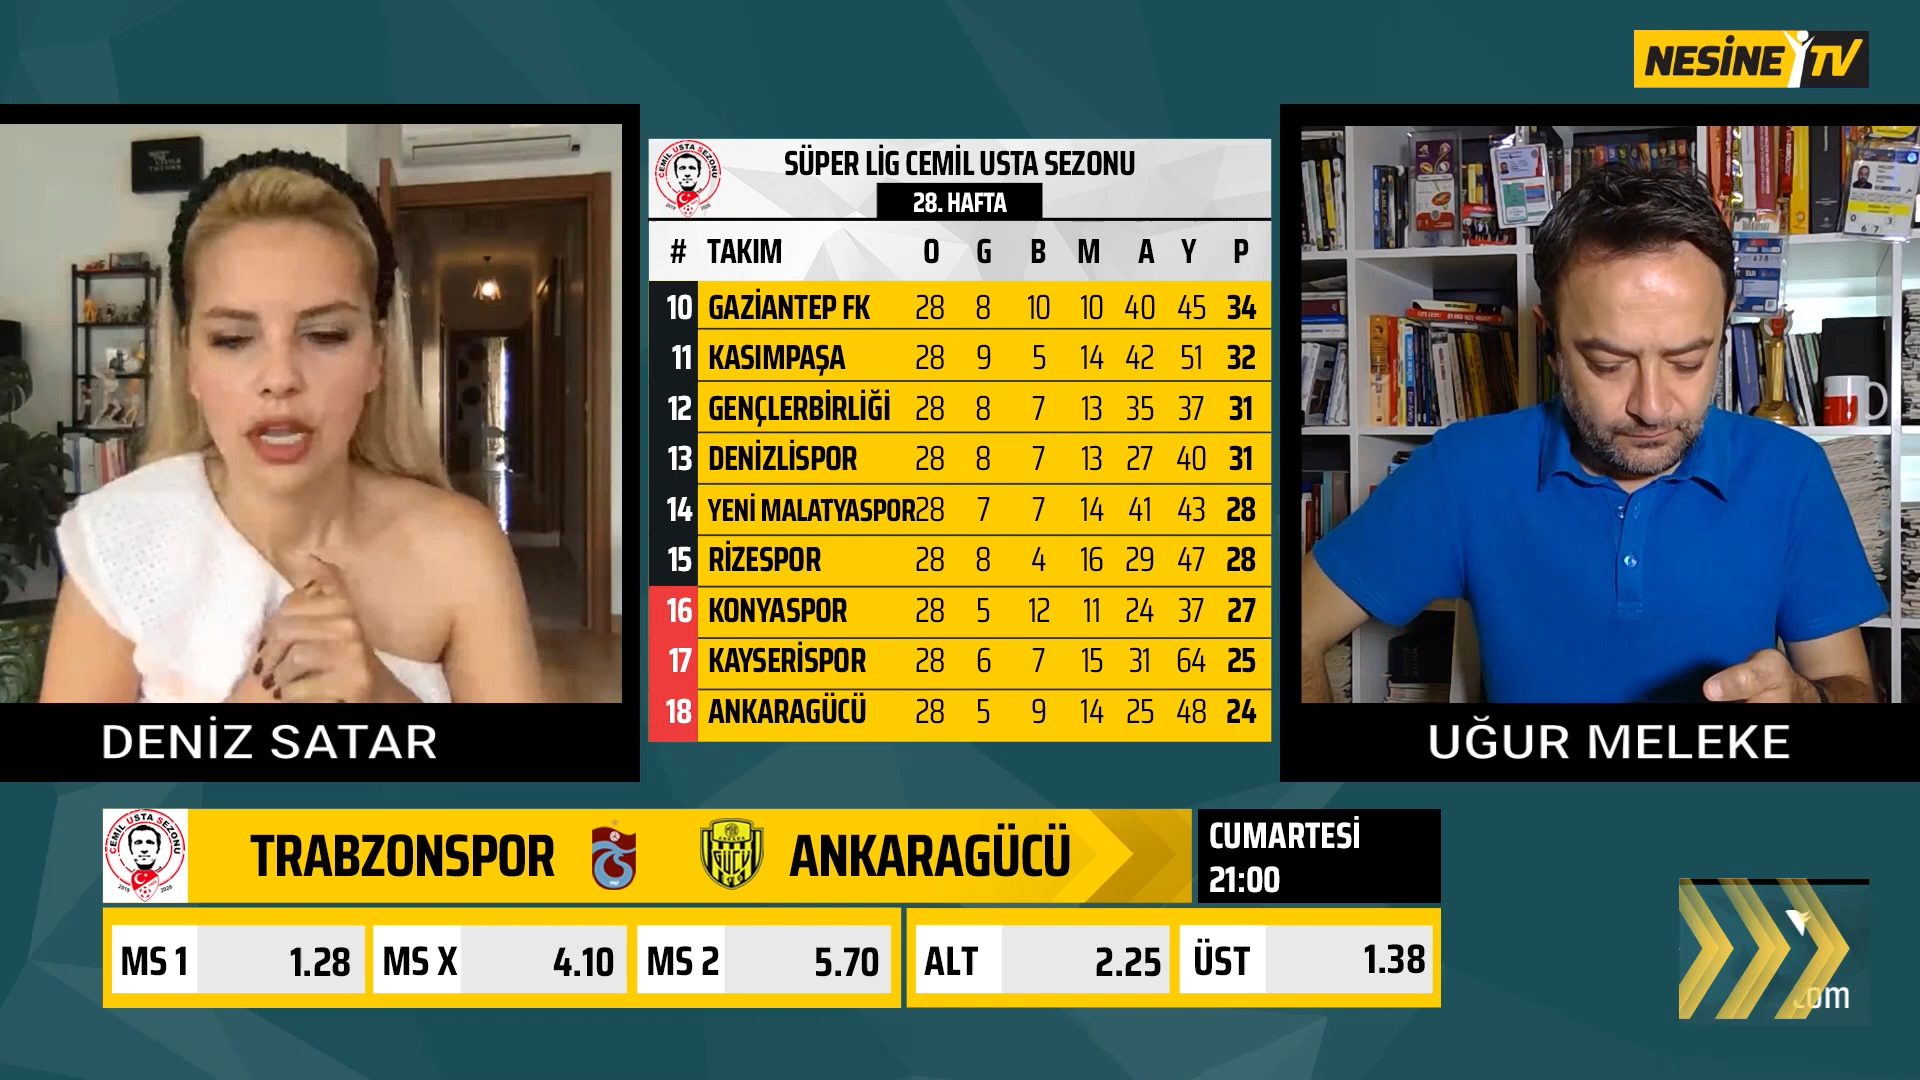 NESİNE TV
SÜPER LİG CEMİL USTA SEZONU
28. HAFTA
# TAKIM O G B M A Y P
10 GAZİANTEP FK 28 8 10 10 40 45 34
11 KASIMPAŞA 28 9 5 14 42 51 32
12 GENÇLERBİRLİĞİ 28 8 7 13 35 37 31
13 DENİZLİSPOR 28 8 7 13 27 40 31
14 YENİ MALATYASPOR 28 7 7 14 41 43 28
15 RİZESPOR 28 8 4 16 29 47 28
16 KONYASPOR 28 5 12 11 24 37 27
17 KAYSERİSPOR 28 6 7 15 31 64 25
18 ANKARAGÜCÜ 28 5 9 14 25 48 24
DENİZ SATAR
UĞUR MELEKE
CEMİL USTA SEZONU
TRABZONSPOR ANKARAGÜCÜ
CUMARTESİ
21:00
MS 1 1.28 MS X 4.10 MS 2 5.70 ALT 2.25 ÜST 1.38